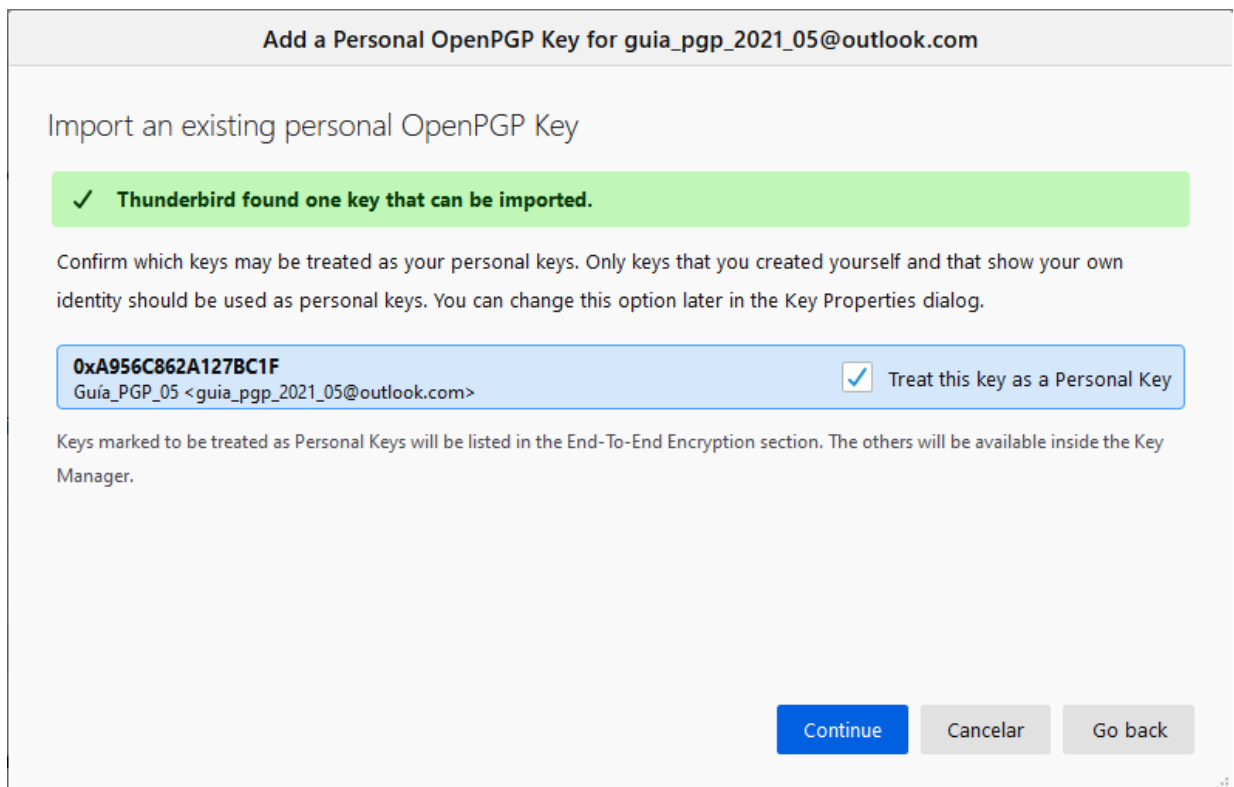 Add a Personal OpenPGP Key for guia_pgp_2021_05@outlook.com
Import an existing personal OpenPGP Key
Thunderbird found one key that can be imported.
Confirm which keys may be treated as your personal keys. Only keys that you created yourself and that show your own
identity should be used as personal keys. You can change this option later in the Key Properties dialog.
0xA956C862A127BC1F
Guía_PGP_05 <guia_pgp_2021_05@outlook.com>
Treat this key as a Personal Key
Keys marked to be treated as Personal Keys will be listed in the End-To-End Encryption section. The others will be available inside the Key
Manager.
Continue
Cancelar
Go back